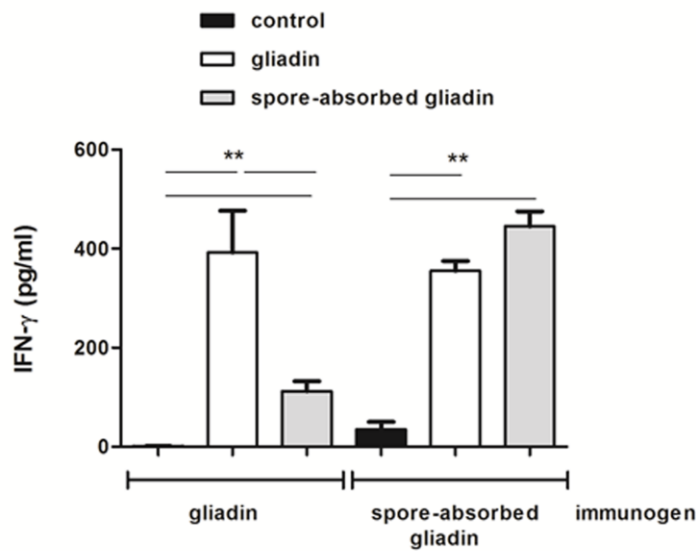 control
gliadin
spore-absorbed gliadin
600
**
**
400
IFN-γ (pg/ml)
200
0
gliadin
spore-absorbed
gliadin
immunogen